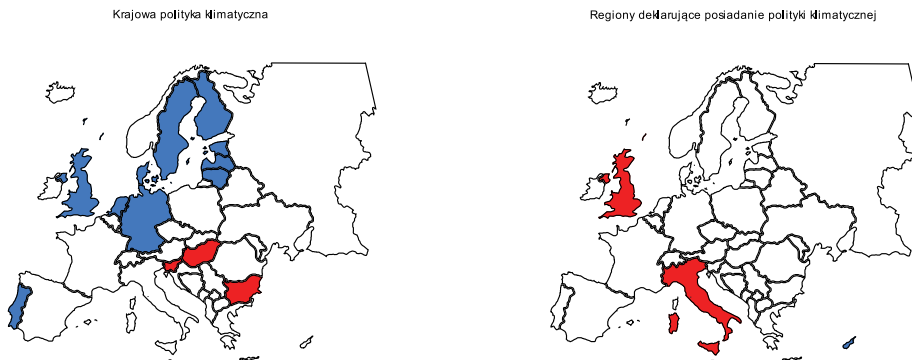 Krajowa polityka klimatyczna
Regiony deklarujące posiadanie polityki klimatycznej